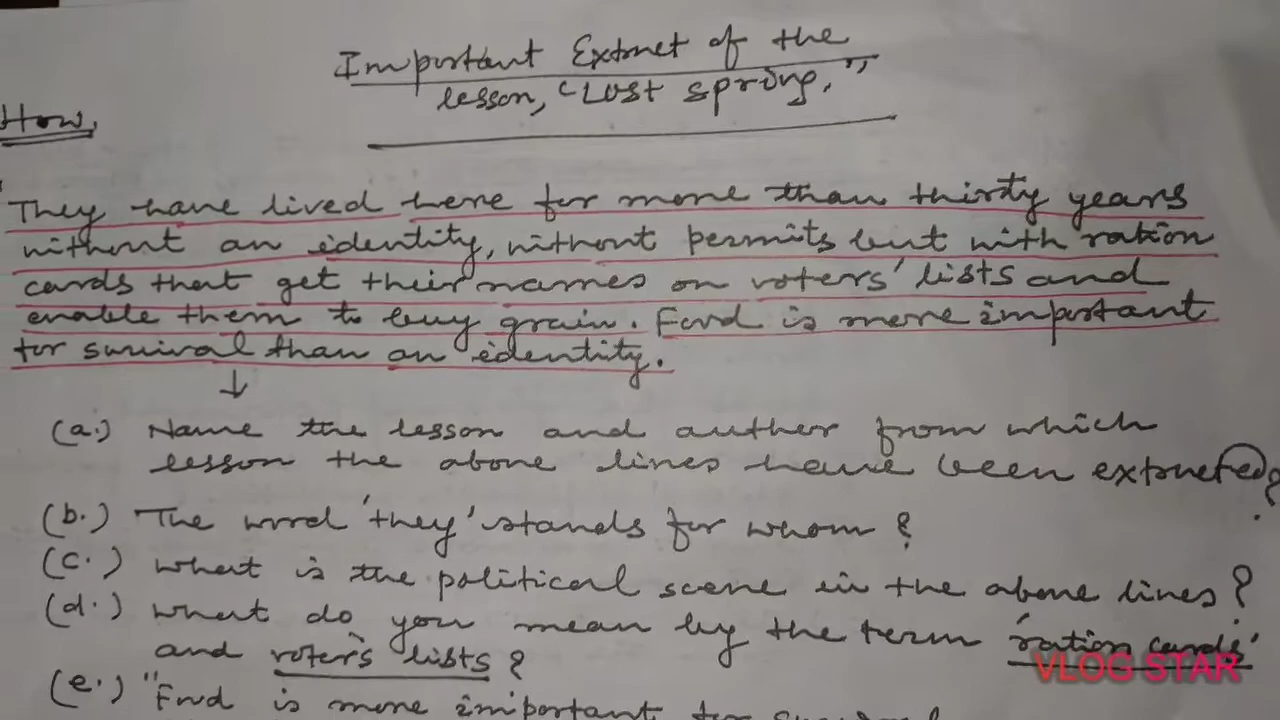 Important Extract of the
lesson, "Lost spring,"
How,
They have lived here for more than thirty years
without an identity, without permits but with ration
cards that get their names on voters' lists and
enable them to buy grain. Food is more important
for survival than an identity.
(a.) Name the lesson and auther from which
lesson the above lines have been extracted?
(b.) The word 'they' stands for whom?
(c.) What is the political scene in the above lines?
(d.) What do you mean by the term 'ration cards'
and voter's lists?
(e.) "Food is more important for
VLOG STAR